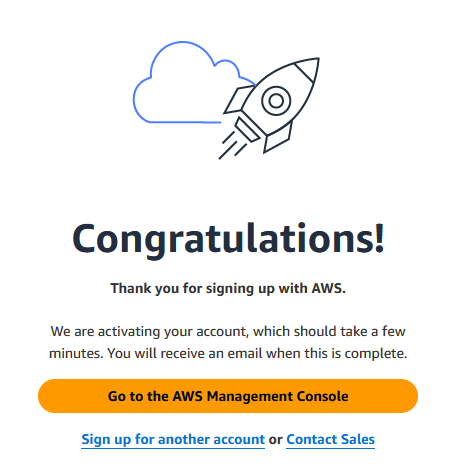 Congratulations!
Thank you for signing up with AWS.
We are activating your account, which should take a few
minutes. You will receive an email when this is complete.
Go to the AWS Management Console
Sign up for another account or Contact Sales